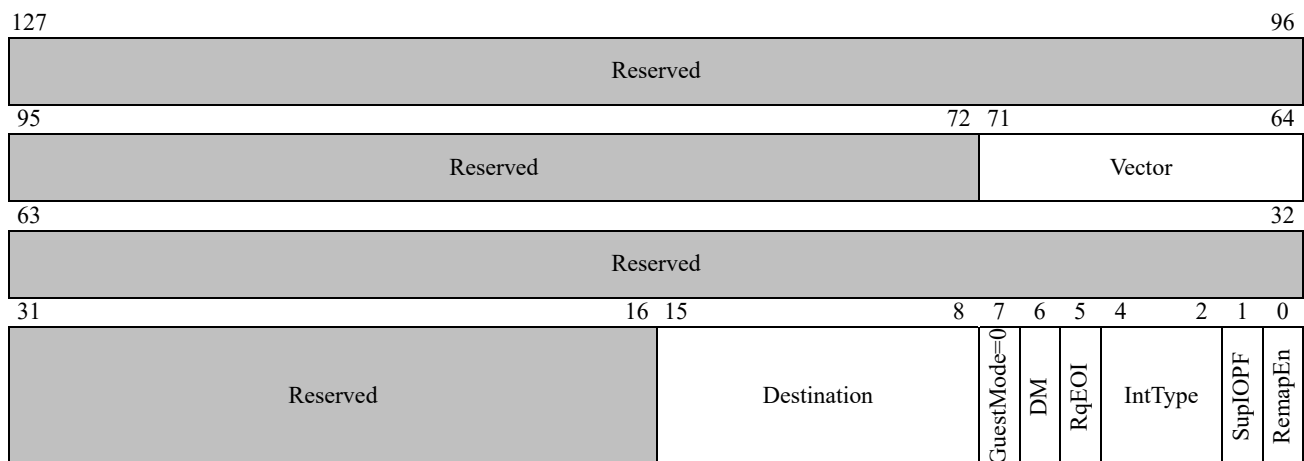 127 96
Reserved
95 72 71 64
Reserved Vector
63 32
Reserved
31 16 15 8 7 6 5 4 2 1 0
Reserved Destination GuestMode=0 DM RqEOI IntType SupIOPF RemapEn